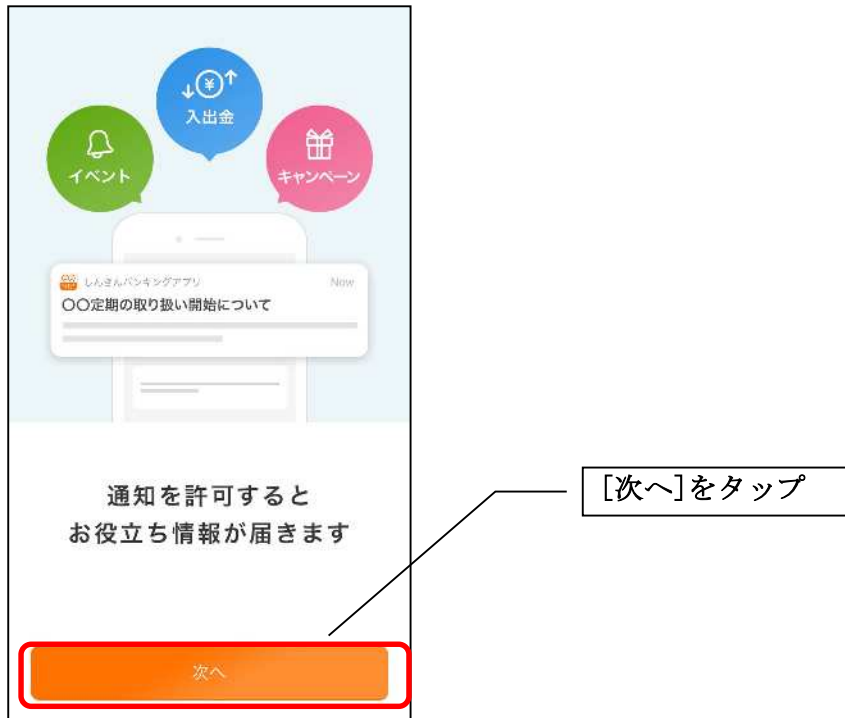 入出金
イベント
キャンペーン
しんきんバンキングアプリ Now
〇〇定期の取り扱い開始について
通知を許可すると
お役立ち情報が届きます
[次へ]をタップ
次へ